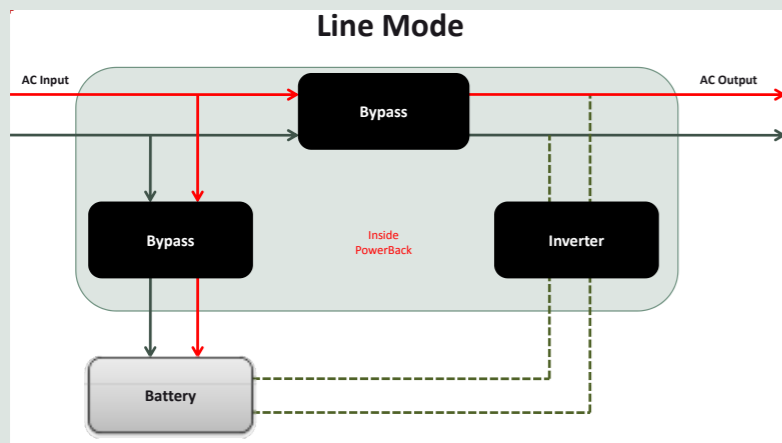 Line Mode
AC Input
AC Output
Bypass
Bypass
Inside
PowerBack
Inverter
Battery